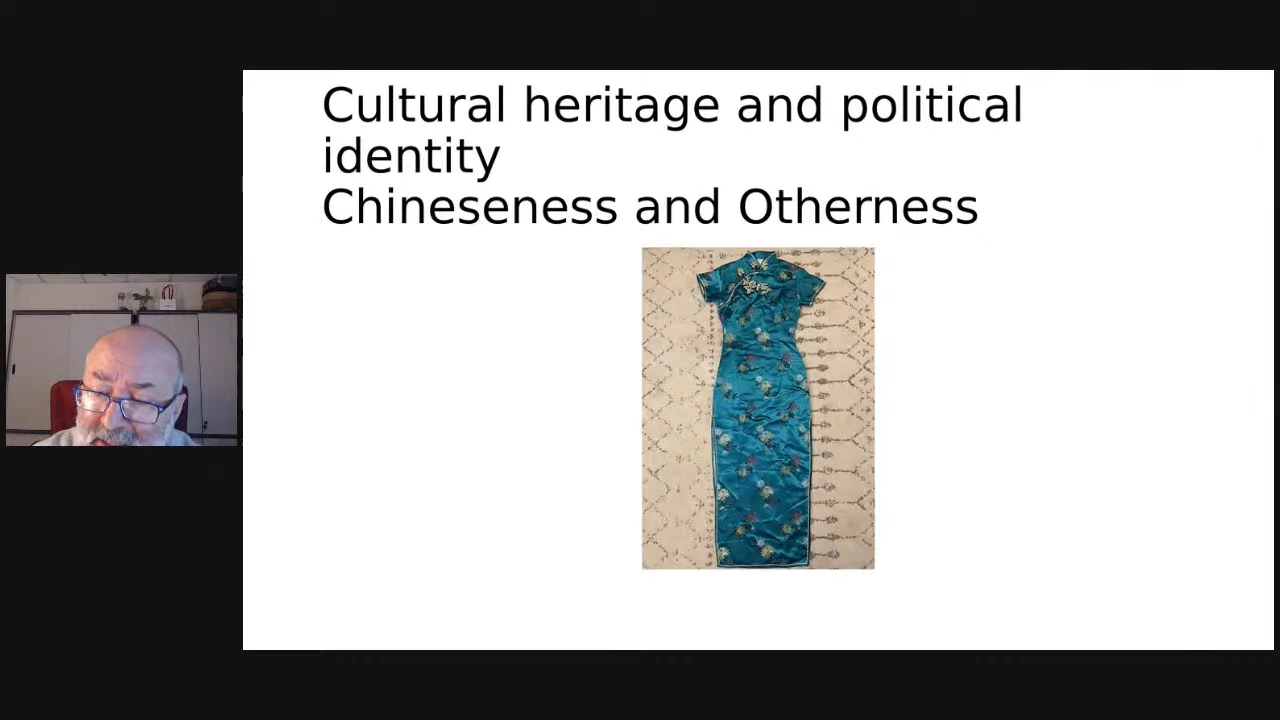 Cultural heritage and political
identity
Chineseness and Otherness